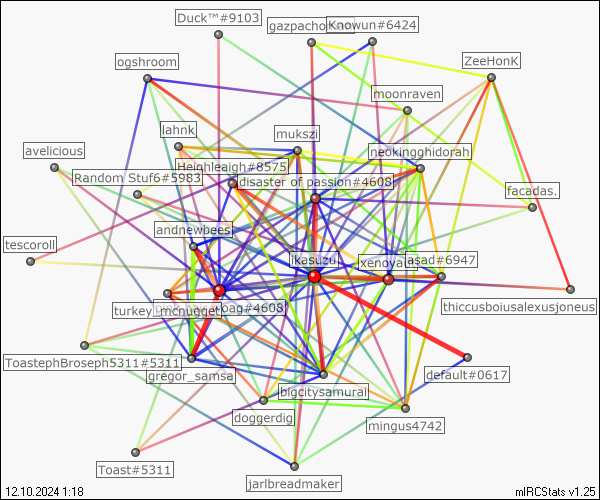 Duck™#9103
Knowun#6424
ogshroom
ZeeHonK
moonraven
lahnk
mukszi
avelicious
neokingghidorah
Heighleaigh#8575
Random Stuf6#5983
disaster of passion#4608
facadas.
andnewbees
tescoroll
ikasuzu
asad#6947
turkey_mcnugget
bag#4608
thiccusboiusalexusjoneus
ToastephBroseph5311#5311
gregor_samsa
default#0617
bigcitysamurai
doggerdig
mingus4742
Toast#5311
jarlbreadmaker
12.10.2024 1:18
mIRCStats v1.25